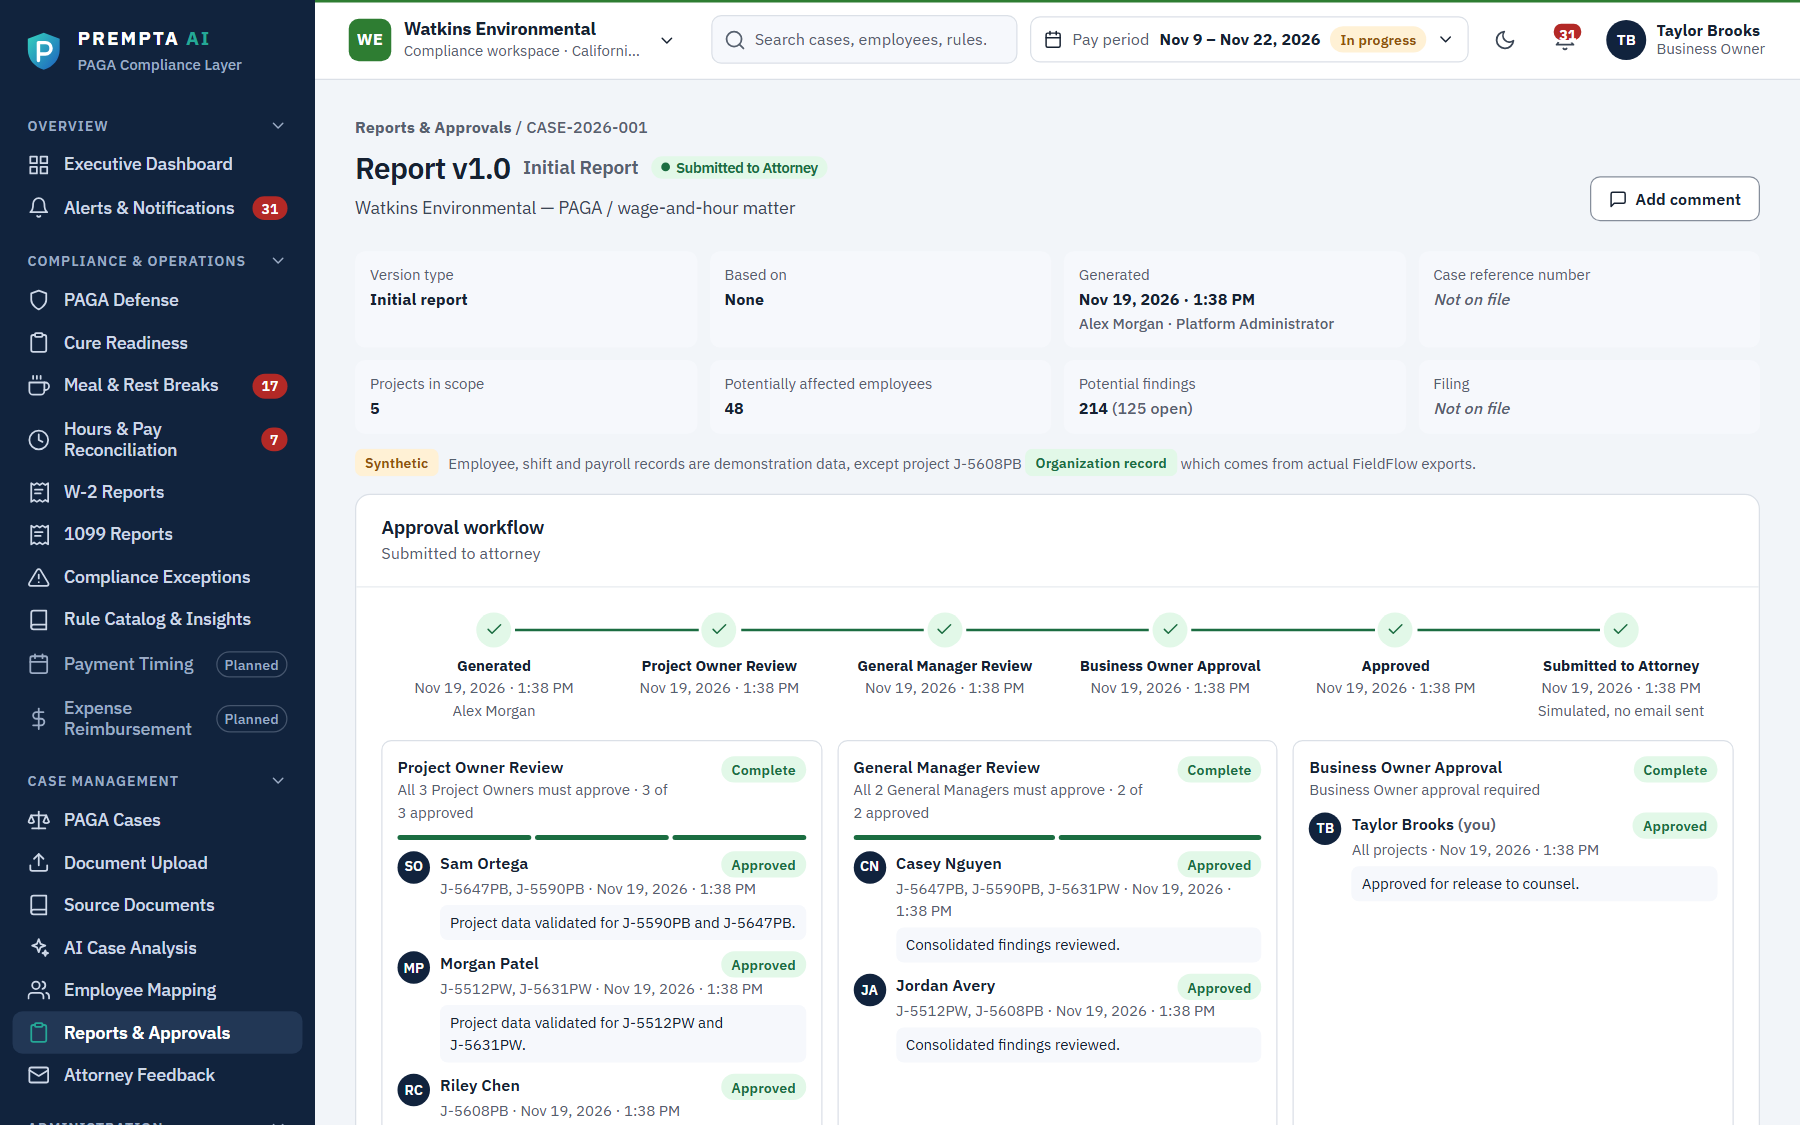 PREMPTA AI
PAGA Compliance Layer
OVERVIEW
Executive Dashboard
Alerts & Notifications 31
COMPLIANCE & OPERATIONS
PAGA Defense
Cure Readiness
Meal & Rest Breaks 17
Hours & Pay
Reconciliation 7
W-2 Reports
1099 Reports
Compliance Exceptions
Rule Catalog & Insights
Payment Timing Planned
Expense
Reimbursement Planned
CASE MANAGEMENT
PAGA Cases
Document Upload
Source Documents
AI Case Analysis
Employee Mapping
Reports & Approvals
Attorney Feedback
WE Watkins Environmental
Compliance workspace · Californi...
Search cases, employees, rules.
Pay period Nov 9 – Nov 22, 2026 In progress
31
TB Taylor Brooks
Business Owner
Reports & Approvals / CASE-2026-001
Report v1.0 Initial Report Submitted to Attorney
Watkins Environmental — PAGA / wage-and-hour matter
Add comment
Version type
Initial report
Based on
None
Generated
Nov 19, 2026 · 1:38 PM
Alex Morgan · Platform Administrator
Case reference number
Not on file
Projects in scope
5
Potentially affected employees
48
Potential findings
214 (125 open)
Filing
Not on file
Synthetic Employee, shift and payroll records are demonstration data, except project J-5608PB Organization record which comes from actual FieldFlow exports.
Approval workflow
Submitted to attorney
Generated
Nov 19, 2026 · 1:38 PM
Alex Morgan
Project Owner Review
Nov 19, 2026 · 1:38 PM
General Manager Review
Nov 19, 2026 · 1:38 PM
Business Owner Approval
Nov 19, 2026 · 1:38 PM
Approved
Nov 19, 2026 · 1:38 PM
Submitted to Attorney
Nov 19, 2026 · 1:38 PM
Simulated, no email sent
Project Owner Review Complete
All 3 Project Owners must approve · 3 of
3 approved
SO Sam Ortega Approved
J-5647PB, J-5590PB · Nov 19, 2026 · 1:38 PM
Project data validated for J-5590PB and J-5647PB.
MP Morgan Patel Approved
J-5512PW, J-5631PW · Nov 19, 2026 · 1:38 PM
Project data validated for J-5512PW and
J-5631PW.
RC Riley Chen Approved
J-5608PB · Nov 19, 2026 · 1:38 PM
General Manager Review Complete
All 2 General Managers must approve · 2 of
2 approved
CN Casey Nguyen Approved
J-5647PB, J-5590PB, J-5631PW · Nov 19, 2026 ·
1:38 PM
Consolidated findings reviewed.
JA Jordan Avery Approved
J-5512PW, J-5608PB · Nov 19, 2026 · 1:38 PM
Consolidated findings reviewed.
Business Owner Approval Complete
Business Owner approval required
TB Taylor Brooks (you) Approved
All projects · Nov 19, 2026 · 1:38 PM
Approved for release to counsel.